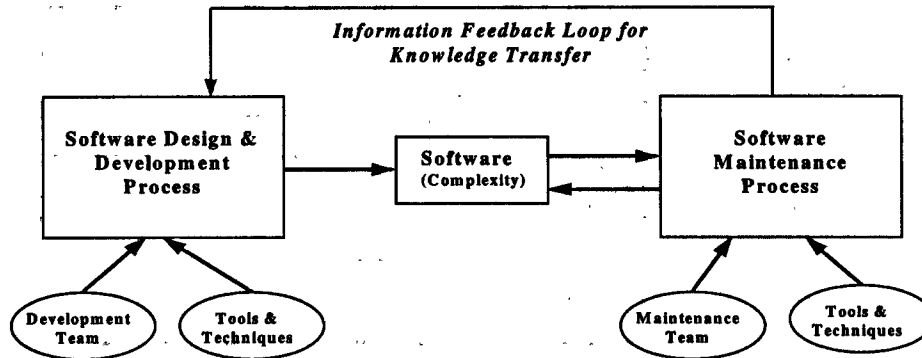 Information Feedback Loop for
Knowledge Transfer
Software Design &
Development
Process
Software
(Complexity)
Software
Maintenance
Process
Development
Team
Tools &
Techniques
Maintenance
Team
Tools &
Techniques